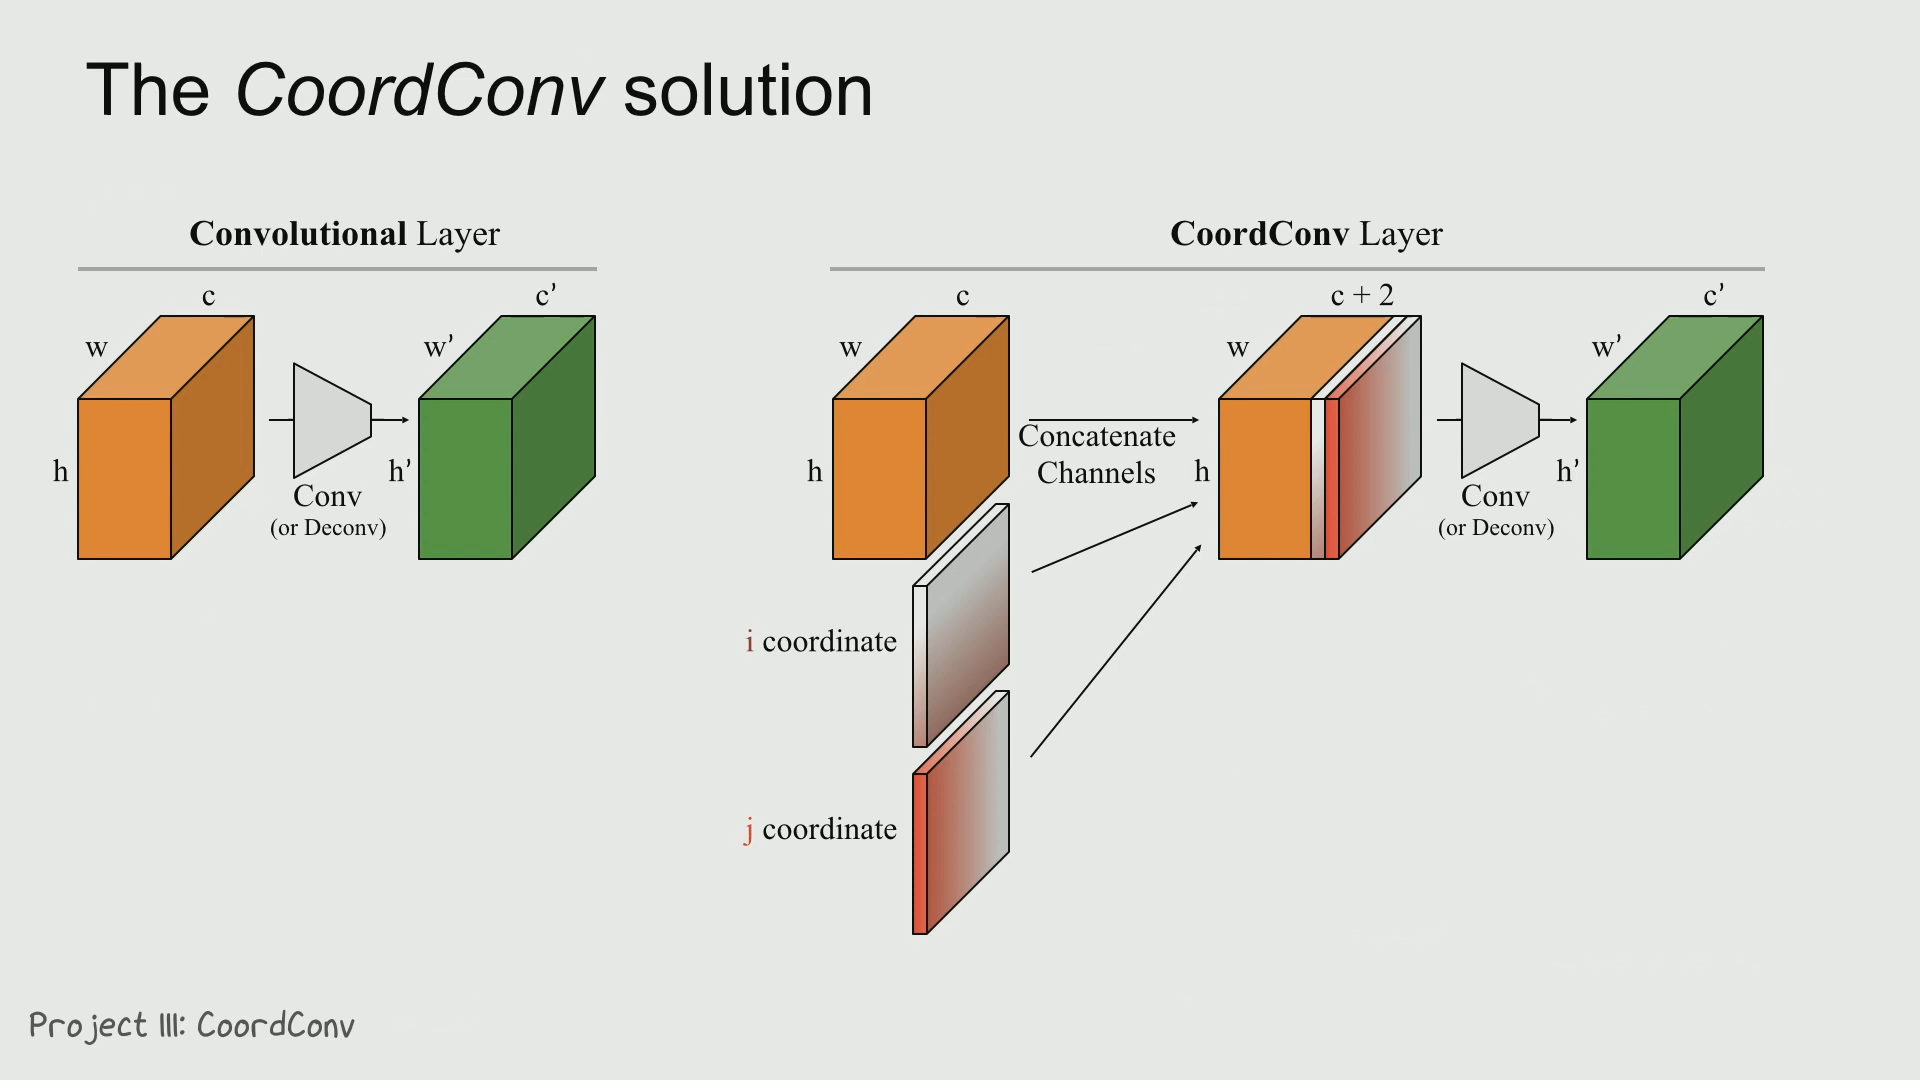 The CoordConv solution
Convolutional Layer
c
w
h
Conv
(or Deconv)
c’
w’
h’
CoordConv Layer
c
w
h
Concatenate
Channels
i coordinate
j coordinate
c + 2
w
h
Conv
(or Deconv)
c’
w’
h’
Project III: CoordConv